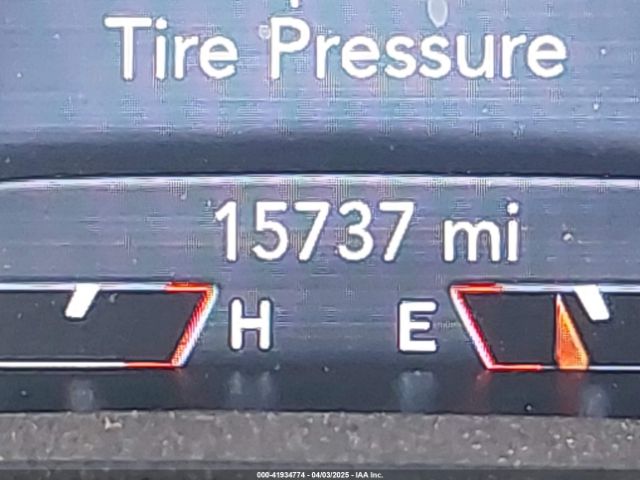 Tire Pressure
15737 mi
H E
000-41934774 - 04/03/2025 - IAA Inc.